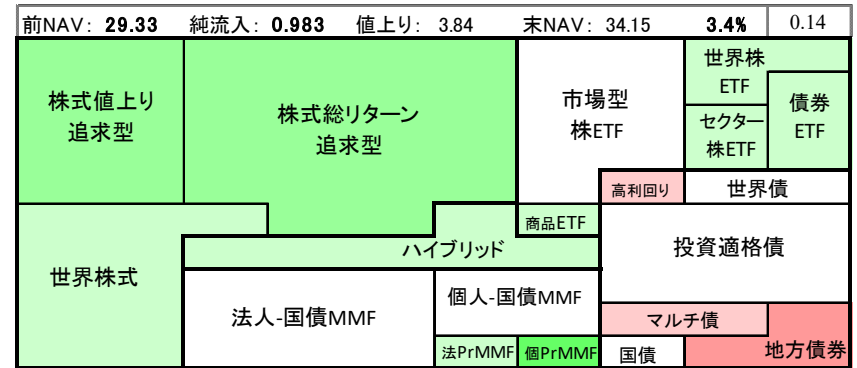 前NAV: 29.33 純流入: 0.983 値上り: 3.84 末NAV: 34.15 3.4% 0.14
株式値上り
追求型
株式総リターン
追求型
市場型
株ETF
世界株
ETF
債券
ETF
セクター
株ETF
高利回り
世界債
世界株式
商品ETF
ハイブリッド
投資適格債
法人-国債MMF
個人-国債MMF
マルチ債
地方債券
法PrMMF
個PrMMF
国債